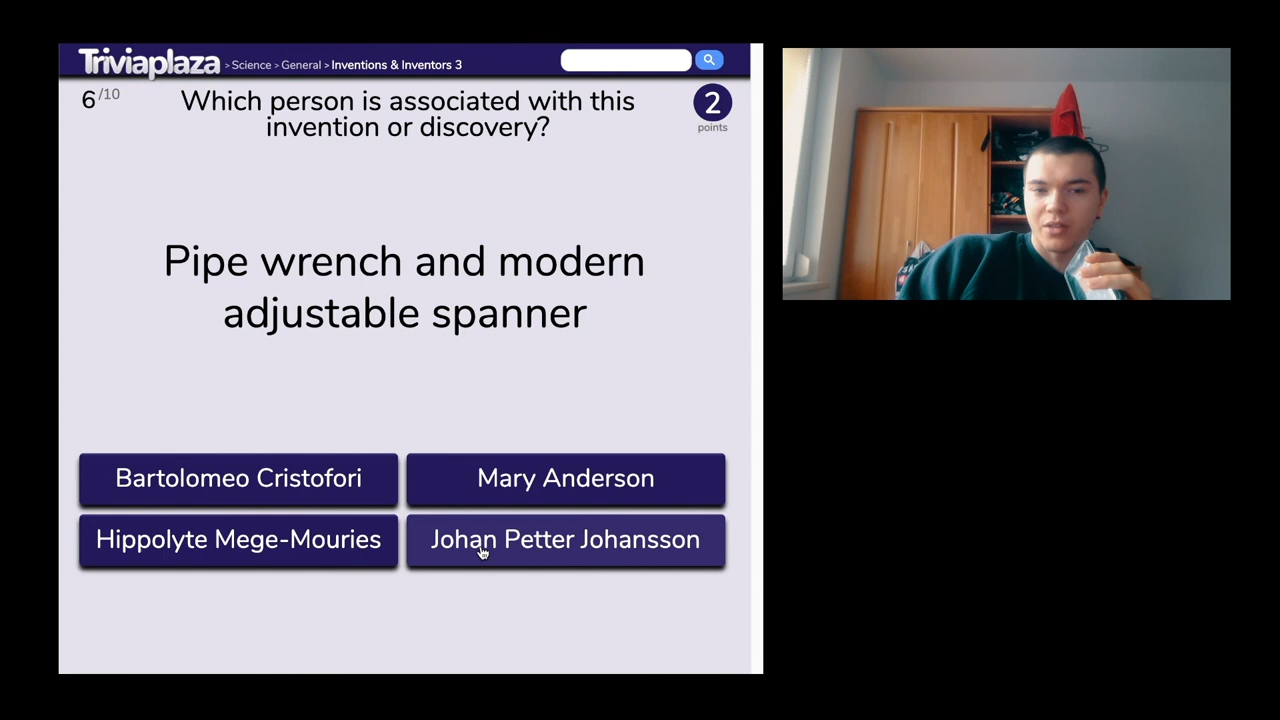 Triviaplaza > Science > General > Inventions & Inventors 3
6/10
Which person is associated with this
invention or discovery?
2
points
Pipe wrench and modern
adjustable spanner
Bartolomeo Cristofori
Mary Anderson
Hippolyte Mege-Mouries
Johan Petter Johansson